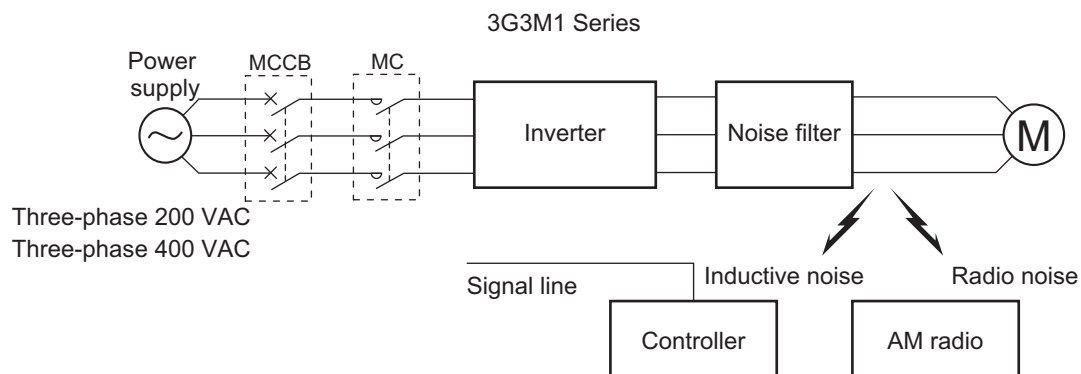 3G3M1 Series
Power
supply
MCCB
MC
Inverter
Noise filter
M
Three-phase 200 VAC
Three-phase 400 VAC
Signal line
Inductive noise
Radio noise
Controller
AM radio